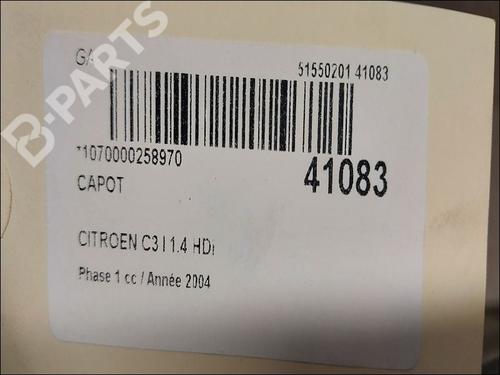 GA
51550201 41083
*1070000258970
41083
CAPOT
CITROEN C3 I 1.4 HDi
Phase 1 cc / Année 2004
B-PARTS